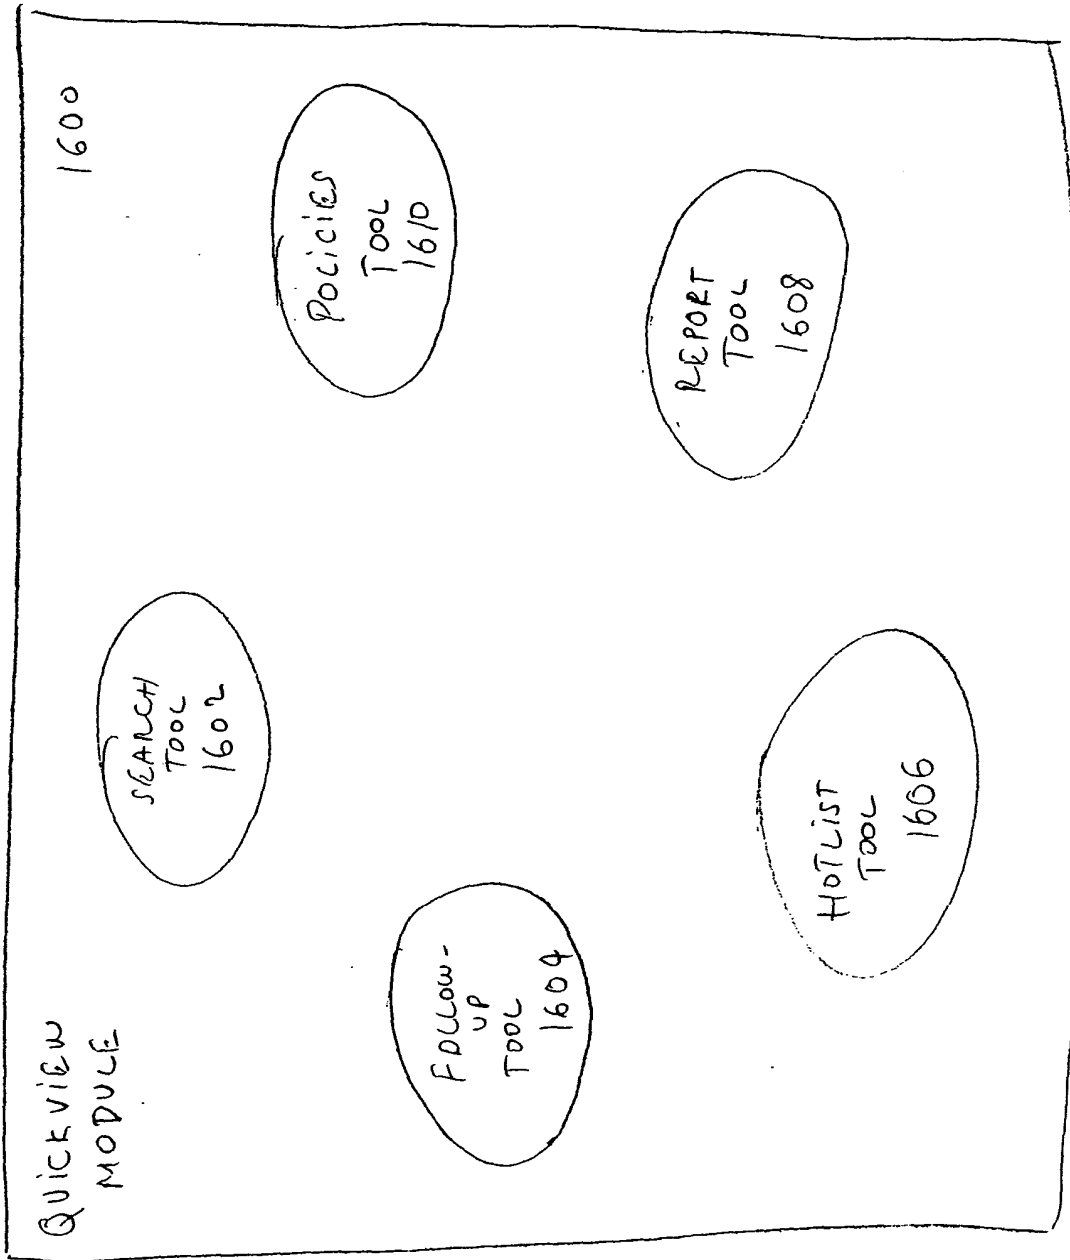 QUICKVIEW
MODULE
1600
SEARCH
TOOL
1602
POLICIES
TOOL
1610
FOLLOW-
UP
TOOL
1604
REPORT
TOOL
1608
HOTLIST
TOOL
1606